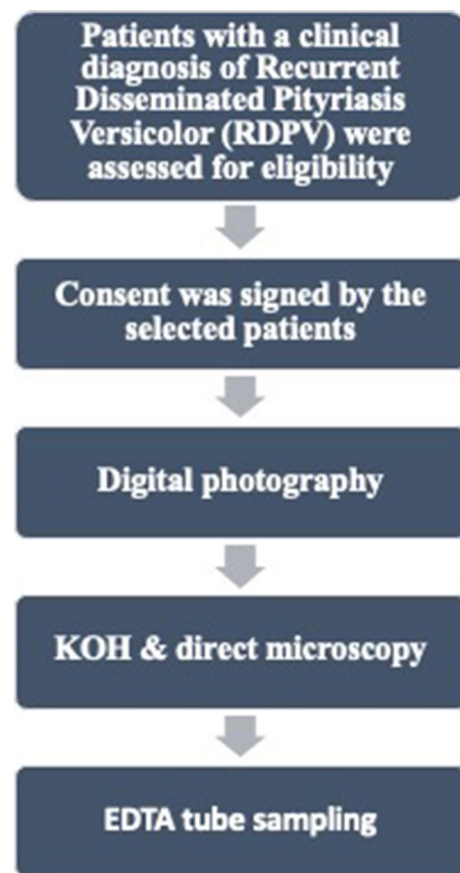 Patients with a clinical
diagnosis of Recurrent
Disseminated Pityriasis
Versicolor (RDPV) were
assessed for eligibility
Consent was signed by the
selected patients
Digital photography
KOH & direct microscopy
EDTA tube sampling